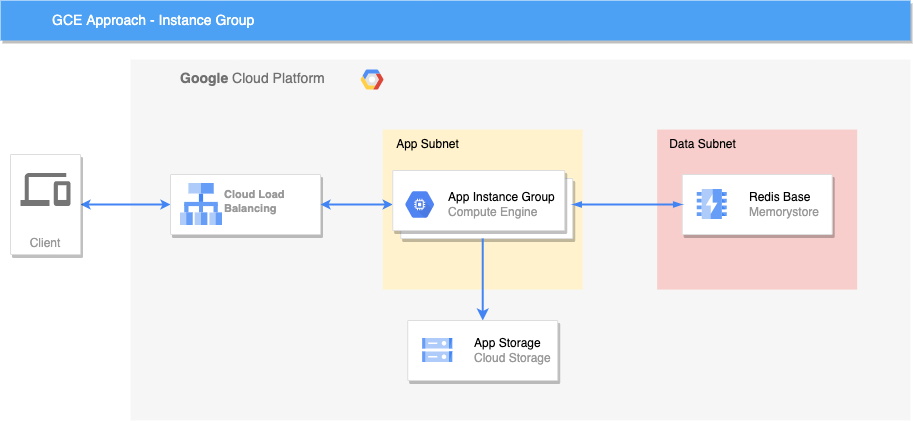 GCE Approach - Instance Group
Google Cloud Platform
App Subnet
Data Subnet
Client
Cloud Load
Balancing
App Instance Group
Compute Engine
Redis Base
Memorystore
App Storage
Cloud Storage